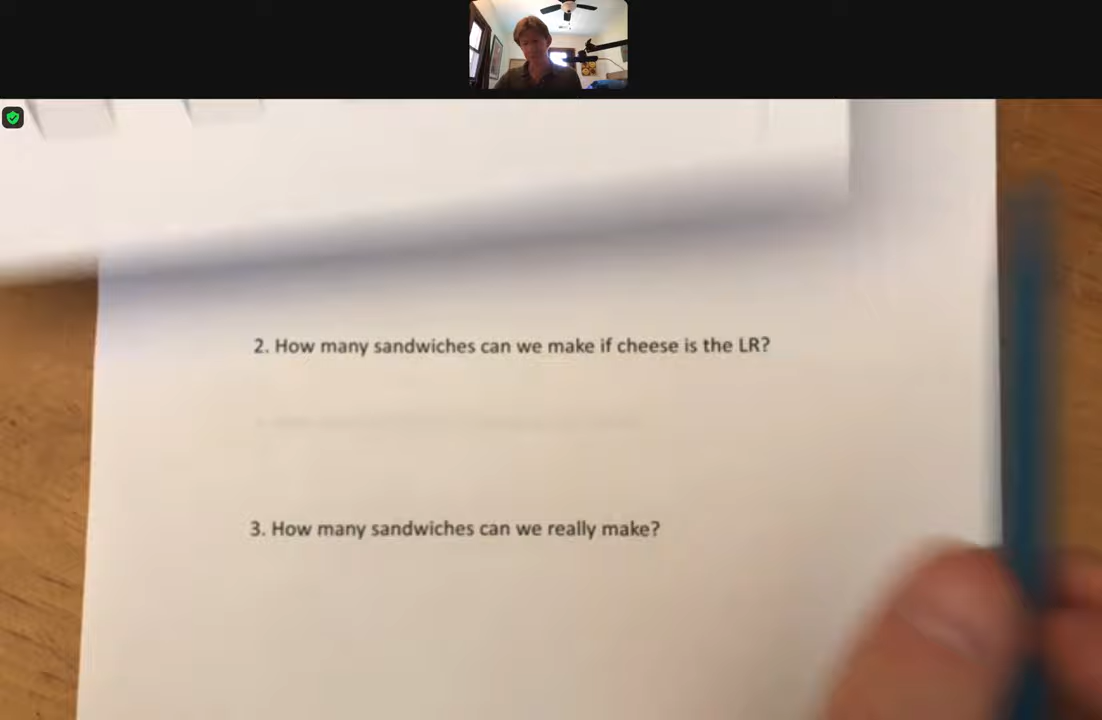 2. How many sandwiches can we make if cheese is the LR?
3. How many sandwiches can we really make?